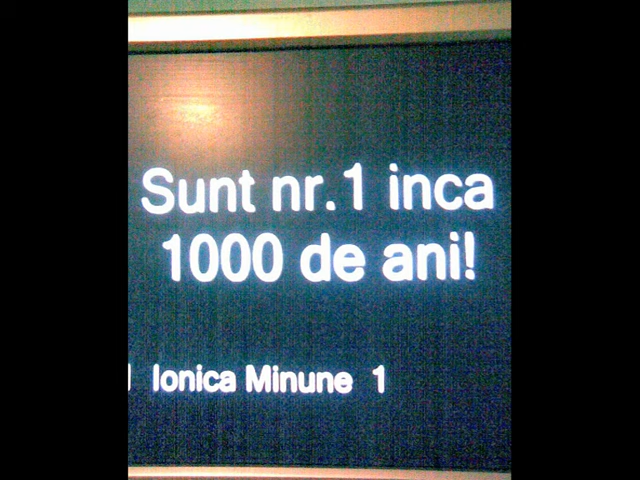 Sunt nr.1 inca
1000 de ani!
Ionica Minune 1